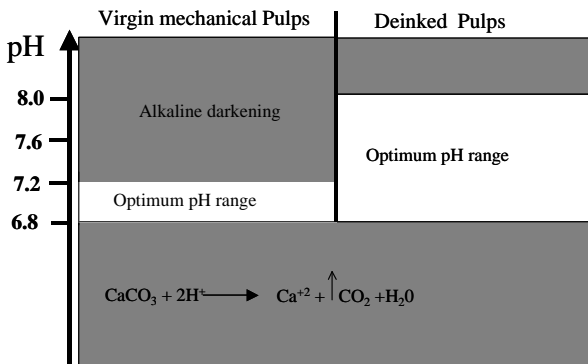 Virgin mechanical Pulps
Deinked Pulps
pH
8.0
Alkaline darkening
7.6
Optimum pH range
7.2
Optimum pH range
6.8
CaCO₃ + 2H⁺ → Ca⁺² + ↑ CO₂ +H₂0